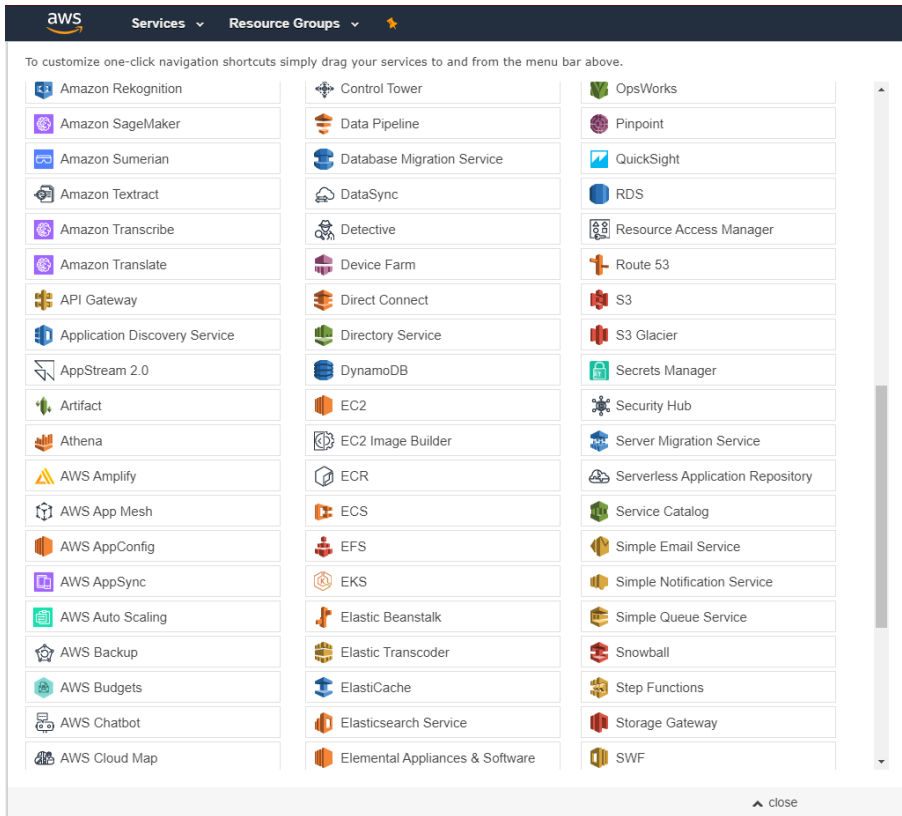 aws
Services
Resource Groups
To customize one-click navigation shortcuts simply drag your services to and from the menu bar above.
Amazon Rekognition
Amazon SageMaker
Amazon Sumerian
Amazon Textract
Amazon Transcribe
Amazon Translate
API Gateway
Application Discovery Service
AppStream 2.0
Artifact
Athena
AWS Amplify
AWS App Mesh
AWS AppConfig
AWS AppSync
AWS Auto Scaling
AWS Backup
AWS Budgets
AWS Chatbot
AWS Cloud Map
Control Tower
Data Pipeline
Database Migration Service
DataSync
Detective
Device Farm
Direct Connect
Directory Service
DynamoDB
EC2
EC2 Image Builder
ECR
ECS
EFS
EKS
Elastic Beanstalk
Elastic Transcoder
ElastiCache
Elasticsearch Service
Elemental Appliances & Software
OpsWorks
Pinpoint
QuickSight
RDS
Resource Access Manager
Route 53
S3
S3 Glacier
Secrets Manager
Security Hub
Server Migration Service
Serverless Application Repository
Service Catalog
Simple Email Service
Simple Notification Service
Simple Queue Service
Snowball
Step Functions
Storage Gateway
SWF
close